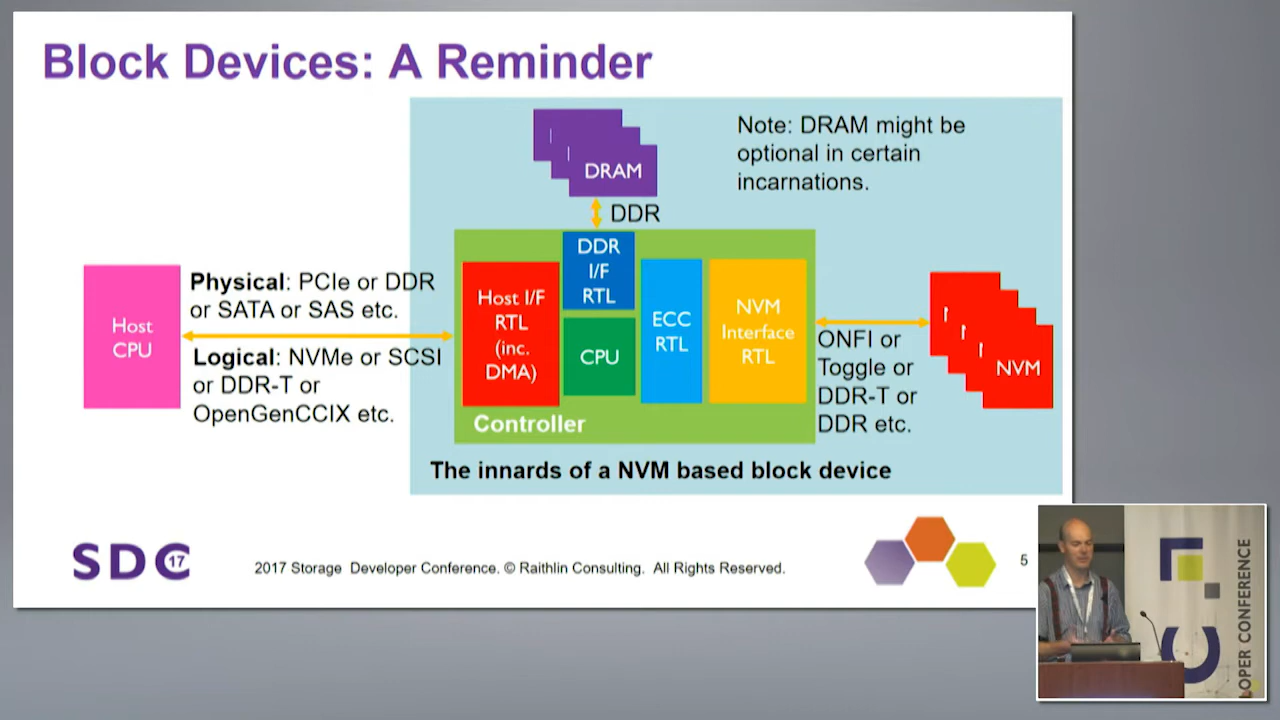 Block Devices: A Reminder
DRAM
Note: DRAM might be
optional in certain
incarnations.
DDR
Host
CPU
Physical: PCIe or DDR
or SATA or SAS etc.
Logical: NVMe or SCSI
or DDR-T or
OpenGenCCIX etc.
Host I/F
RTL
(inc.
DMA)
DDR
I/F
RTL
CPU
ECC
RTL
NVM
Interface
RTL
Controller
ONFI or
Toggle or
DDR-T or
DDR etc.
NVM
The innards of a NVM based block device
SDC 17
2017 Storage Developer Conference. © Raithlin Consulting. All Rights Reserved.
5
OPER CONFERENCE